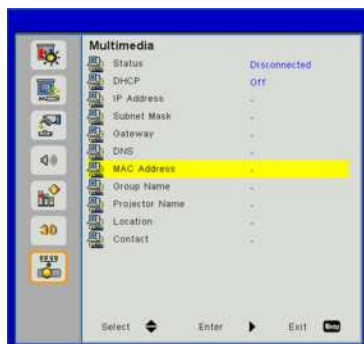 Multimedia
Status Disconnected
DHCP Off
IP Address -
Subnet Mask -
Gateway -
DNS -
MAC Address -
Group Name -
Projector Name -
Location -
Contact -
3D
Select Enter Exit